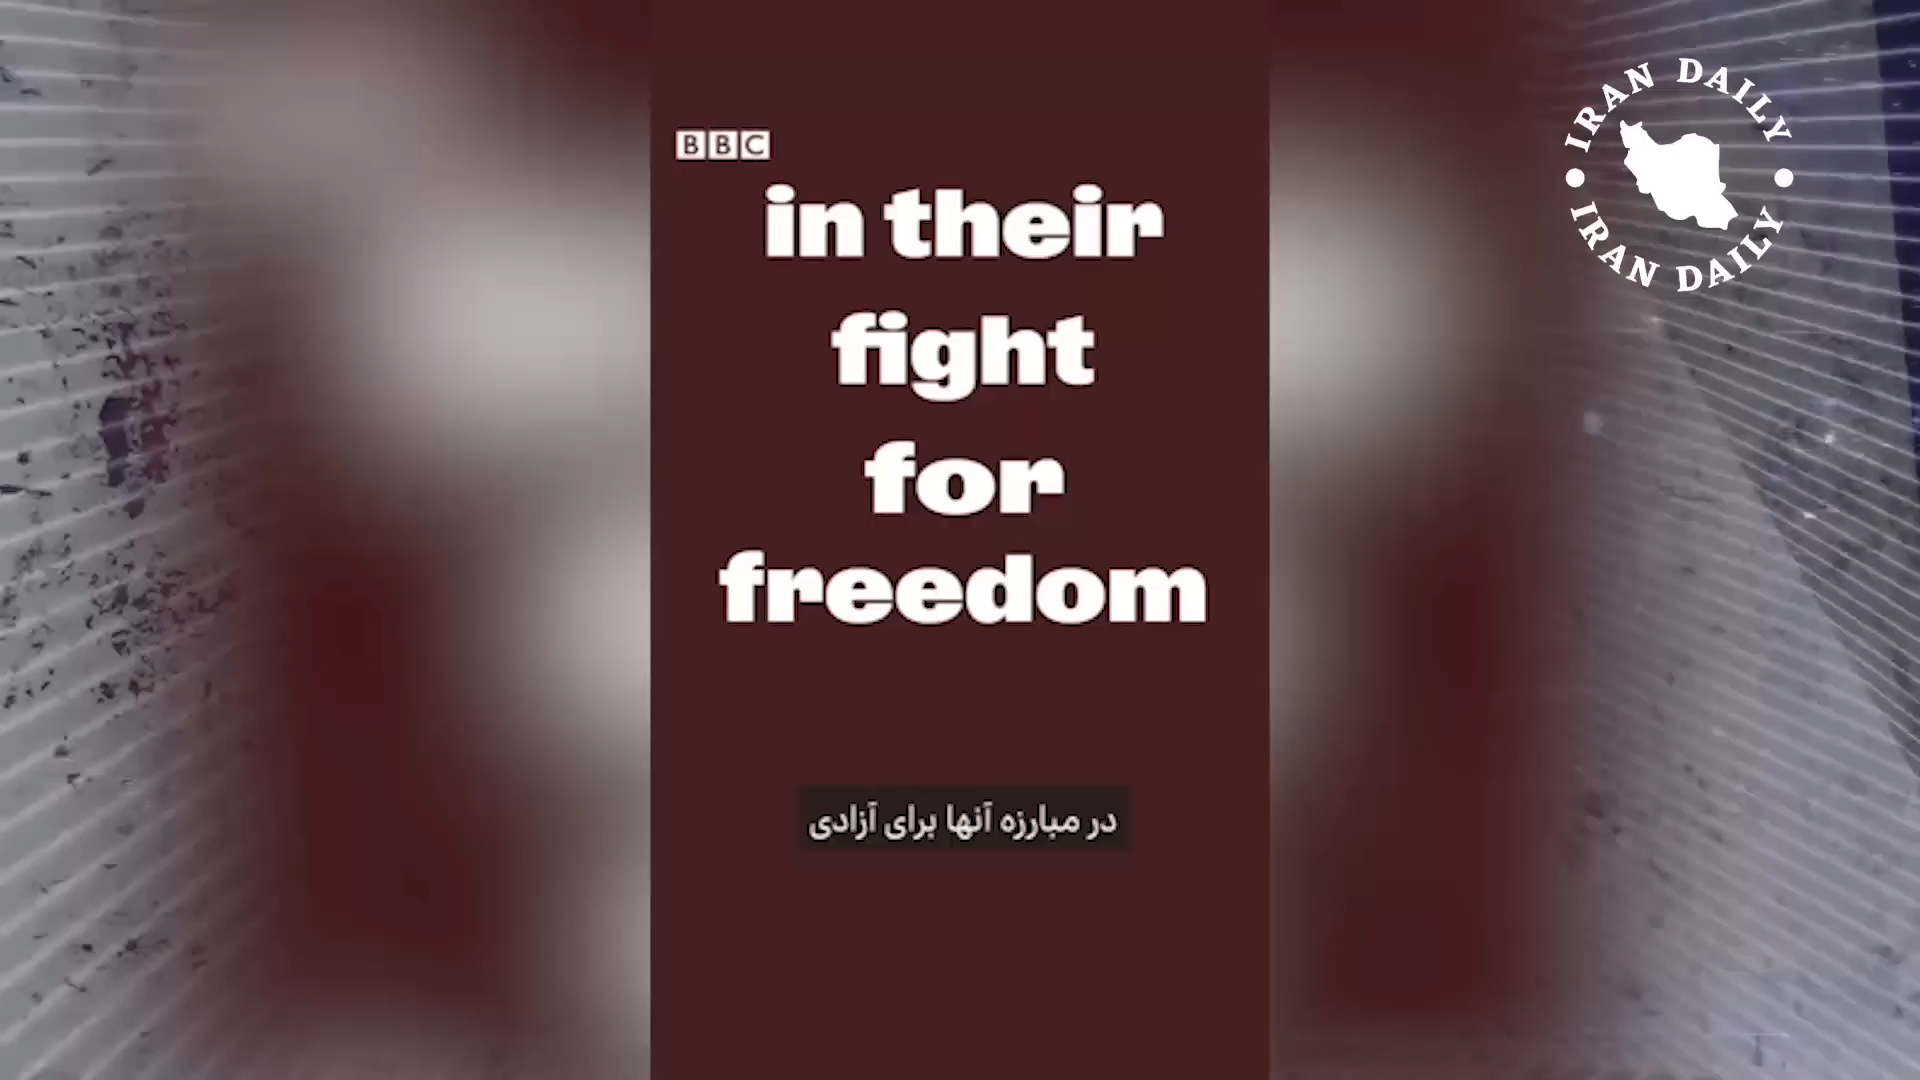 BBC
in their
fight
for
freedom
در مبارزه آنها برای آزادی
IRAN DAILY
IRAN DAILY